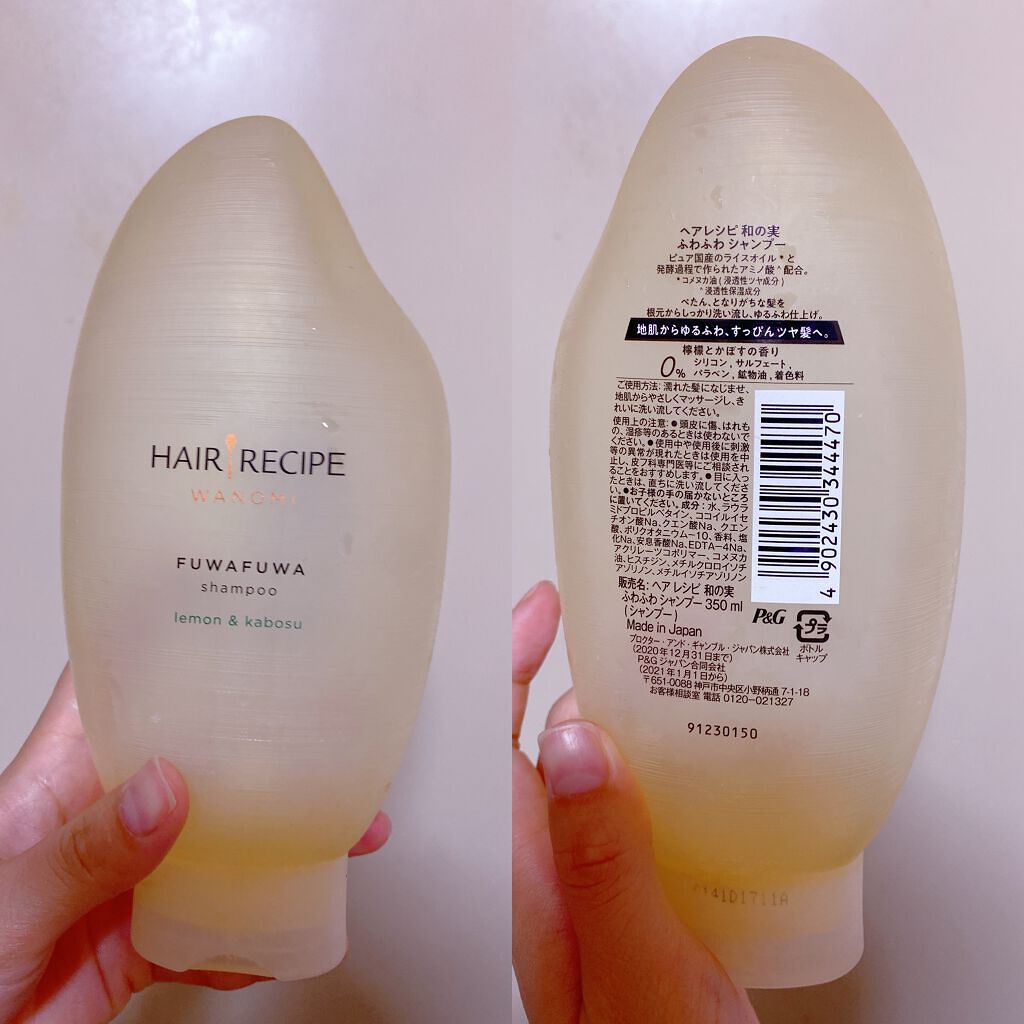 HAIR RECIPE
WANOMI
FUWAFUWA
shampoo
lemon & kabosu
ヘアレシピ 和の実
ふわふわ シャンプー
ピュア国産のライスオイル*と
発酵過程で作られたアミノ酸^配合。
*コメヌカ油(浸透性ツヤ成分)
^浸透性保湿成分
ぺたん、となりがちな髪を
根元からしっかり洗い流し、ゆるふわ仕上げ。
地肌からゆるふわ、すっぴんツヤ髪へ。
檸檬とかぼすの香り
0% シリコン, サルフェート,
パラベン, 鉱物油, 着色料
ご使用方法: 濡れた髪になじませ、
地肌からやさしくマッサージし、き
れいに洗い流してください。
使用上の注意:●頭皮に傷、はれも
の、湿疹等のあるときは使わないで
ください。●使用中や使用後に刺激
等の異常が現れたときは使用を中
止し、皮フ科専門医等にご相談され
ることをおすすめします。●目に入っ
たときは、直ちに洗い流してくださ
い。●お子様の手の届かないところ
に置いてください。成分: 水、ラウラ
ミドプロピルベタイン、ココイルイセ
チオン酸Na、クエン酸Na、クエン
酸、ポリクオタニウム-10、香料、塩
化Na、安息香酸Na、EDTA-4Na、
アクリレーツコポリマー、コメヌカ
油、ヒスチジン、メチルクロロイソチ
アゾリノン、メチルイソチアゾリノン
4 902430 344470
販売名: ヘア レシピ 和の実
ふわふわ シャンプー 350 ml
(シャンプー)
Made in Japan
P&G
プラ
ボトル
キャップ
プロクター・アンド・ギャンブル・ジャパン株式会社
(2020年12月31日まで)
P&G ジャパン合同会社
(2021年1月1日から)
〒651-0088 神戸市中央区小野柄通 7-1-18
お客様相談室 電話 0120-021327
91230150
41D1711A